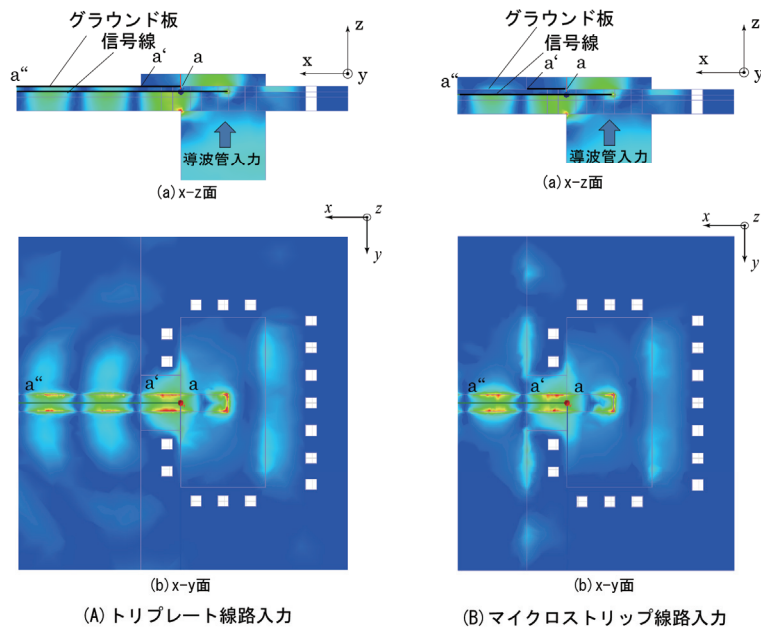 グラウンド板
信号線
a“
a‘
a
z
x
y
導波管入力
(a)x-z面
x
z
y
a“
a‘
a
(b)x-y面
(A)トリプレート線路入力
グラウンド板
信号線
a“
a‘
a
z
x
y
導波管入力
(a)x-z面
x
z
y
a“
a‘
a
(b)x-y面
(B)マイクロストリップ線路入力